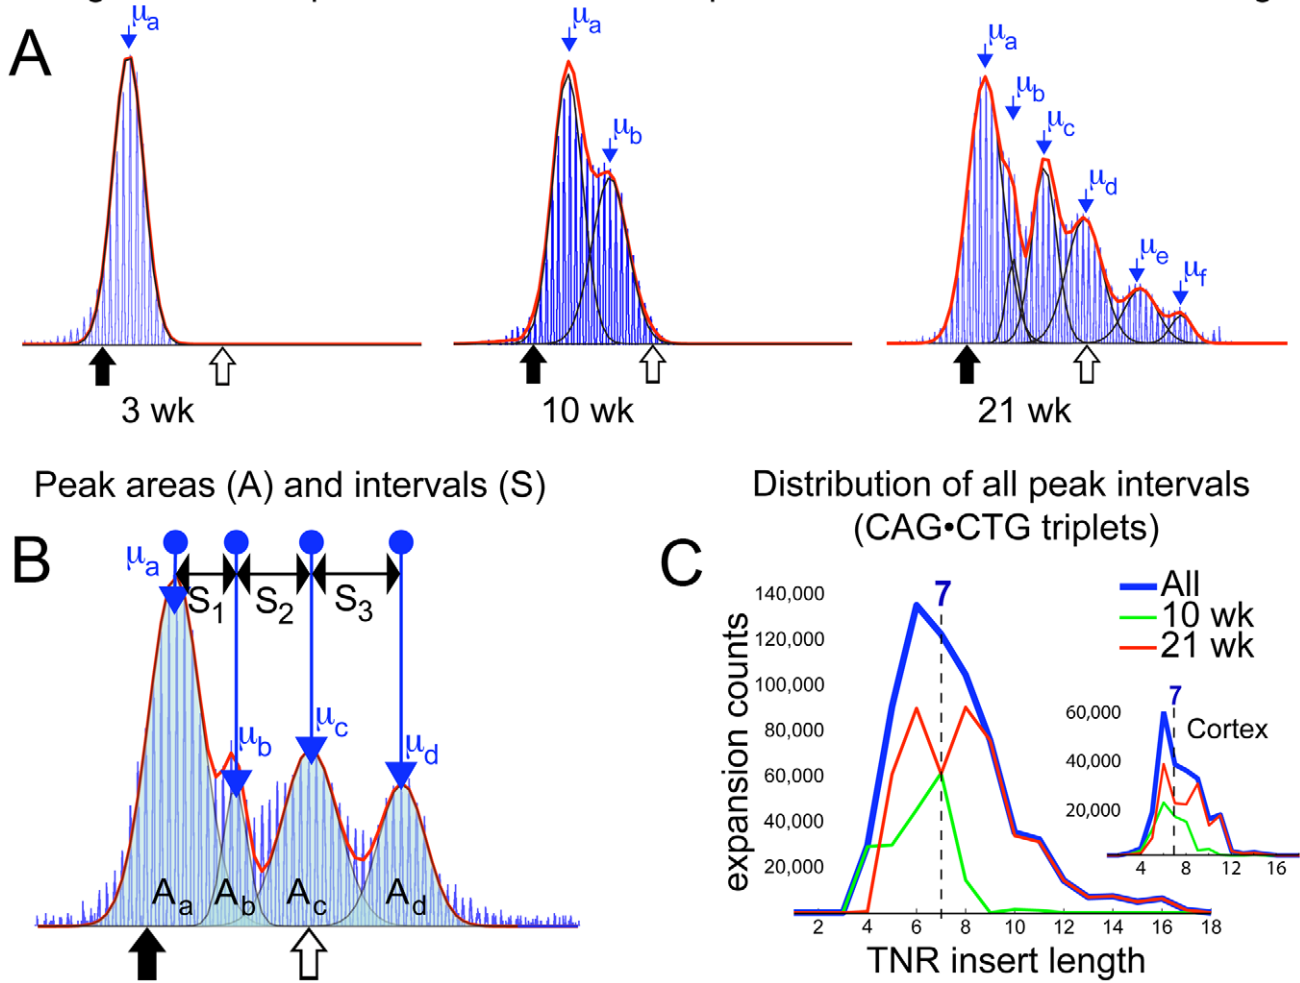 A
μa
3 wk
μa
μb
10 wk
μa
μb
μc
μd
μe
μf
21 wk
Peak areas (A) and intervals (S)
B
μa
S1
S2
S3
μb
μc
μd
Aa
Ab
Ac
Ad
Distribution of all peak intervals
(CAG•CTG triplets)
C
expansion counts
140,000
120,000
100,000
80,000
60,000
40,000
20,000
7
All
10 wk
21 wk
2 4 6 8 10 12 14 16 18
TNR insert length
7
Cortex
60,000
40,000
20,000
4 8 12 16